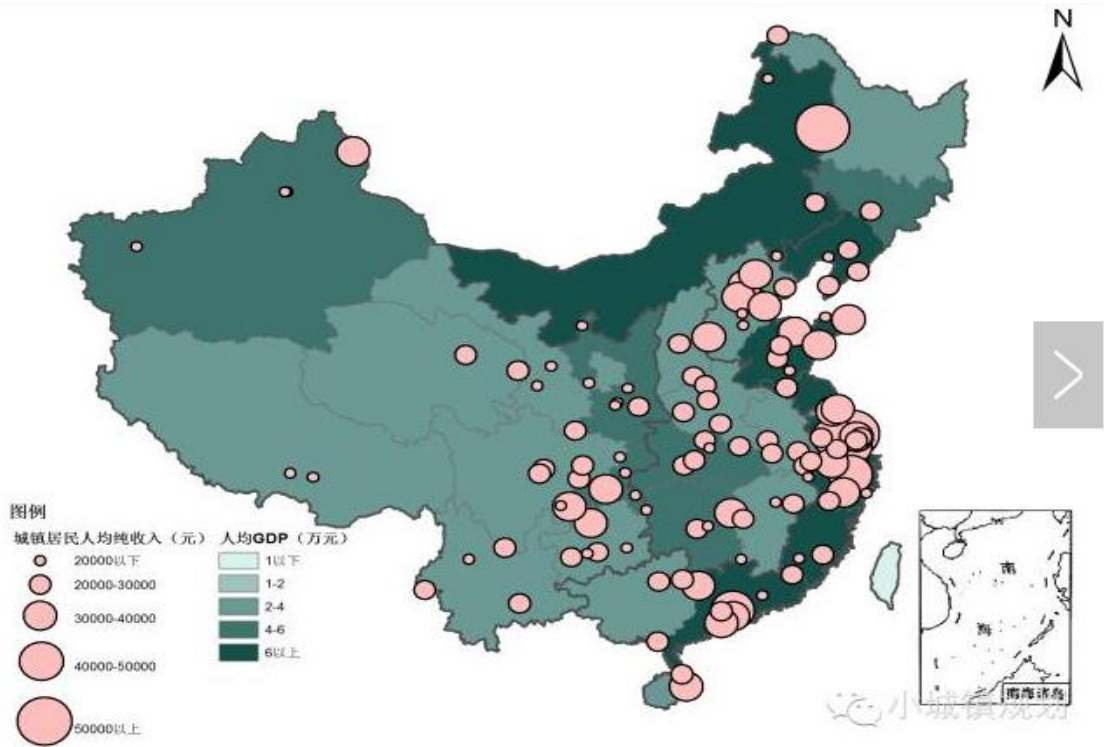 N
图例
城镇居民人均纯收入（元）  人均GDP（万元）
20000以下  1以下
20000-30000  1-2
30000-40000  2-4
40000-50000  4-6
50000以上  6以上
南
海
南海诸岛
小城镇规划